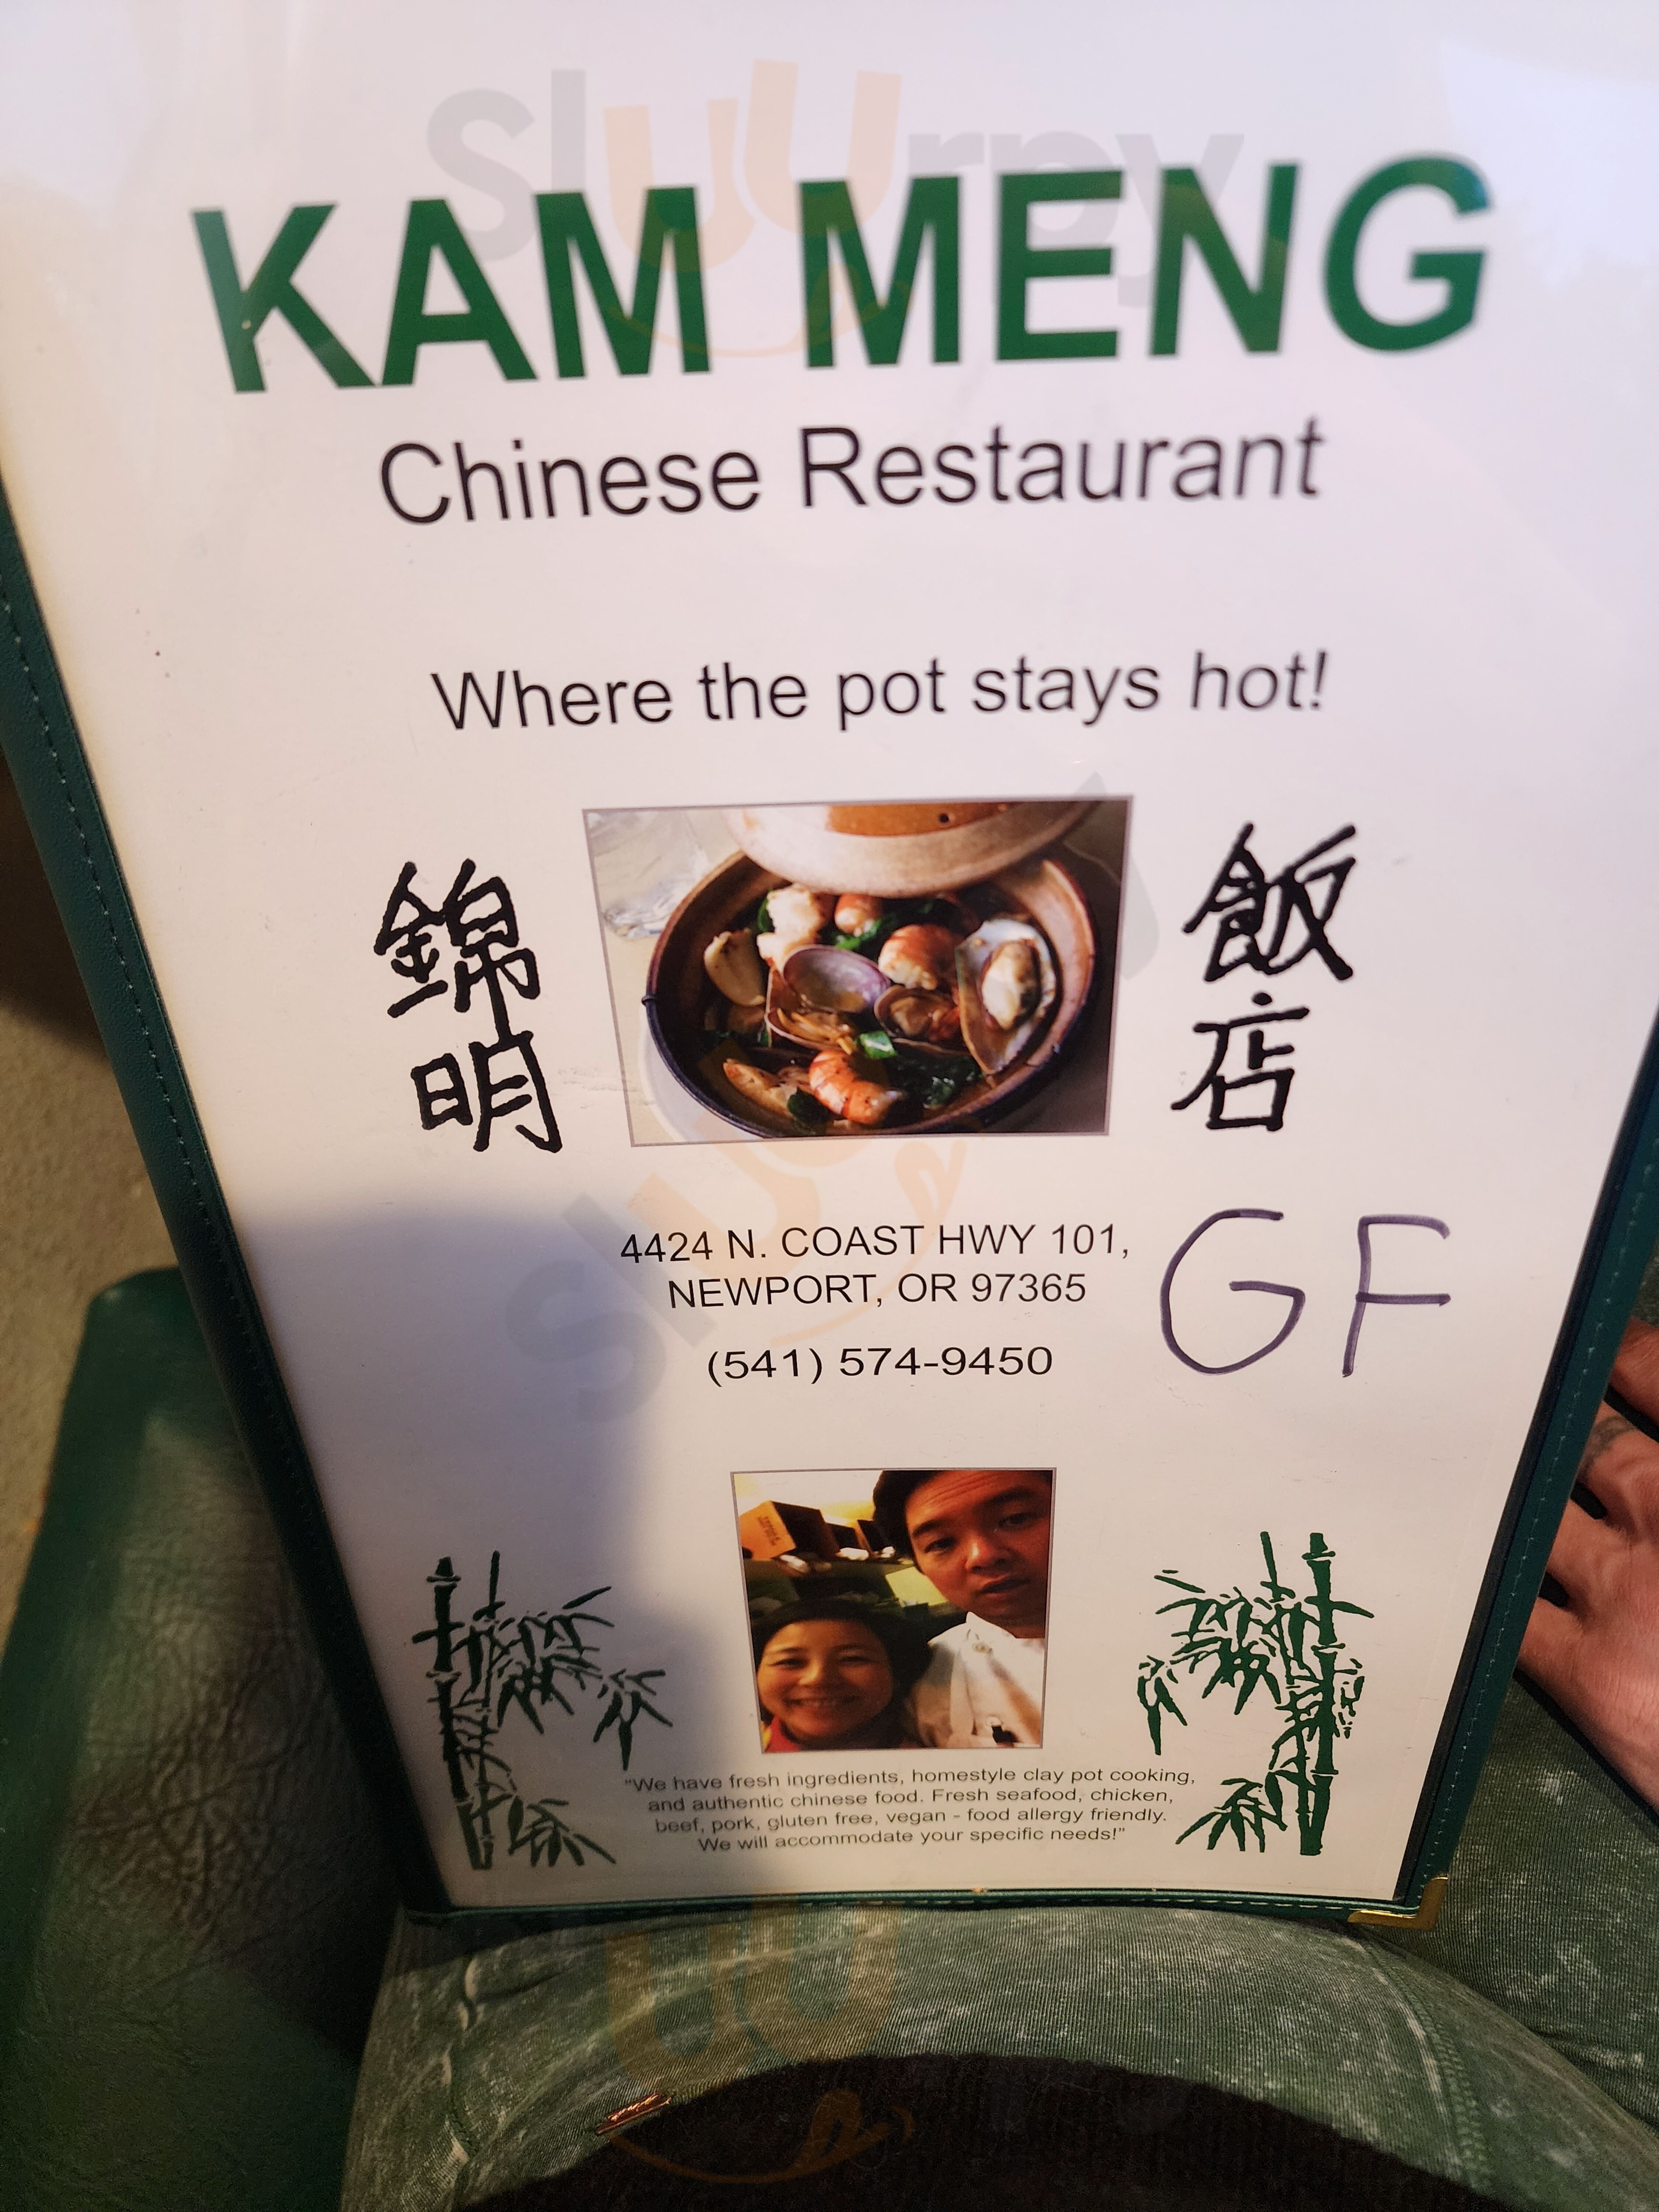 Sluurpy
KAM MENG
Chinese Restaurant
Where the pot stays hot!
錦明
飯店
4424 N. COAST HWY 101,
NEWPORT, OR 97365
GF
(541) 574-9450
"We have fresh ingredients, homestyle clay pot cooking,
and authentic chinese food. Fresh seafood, chicken,
beef, pork, gluten free, vegan - food allergy friendly.
We will accommodate your specific needs!"